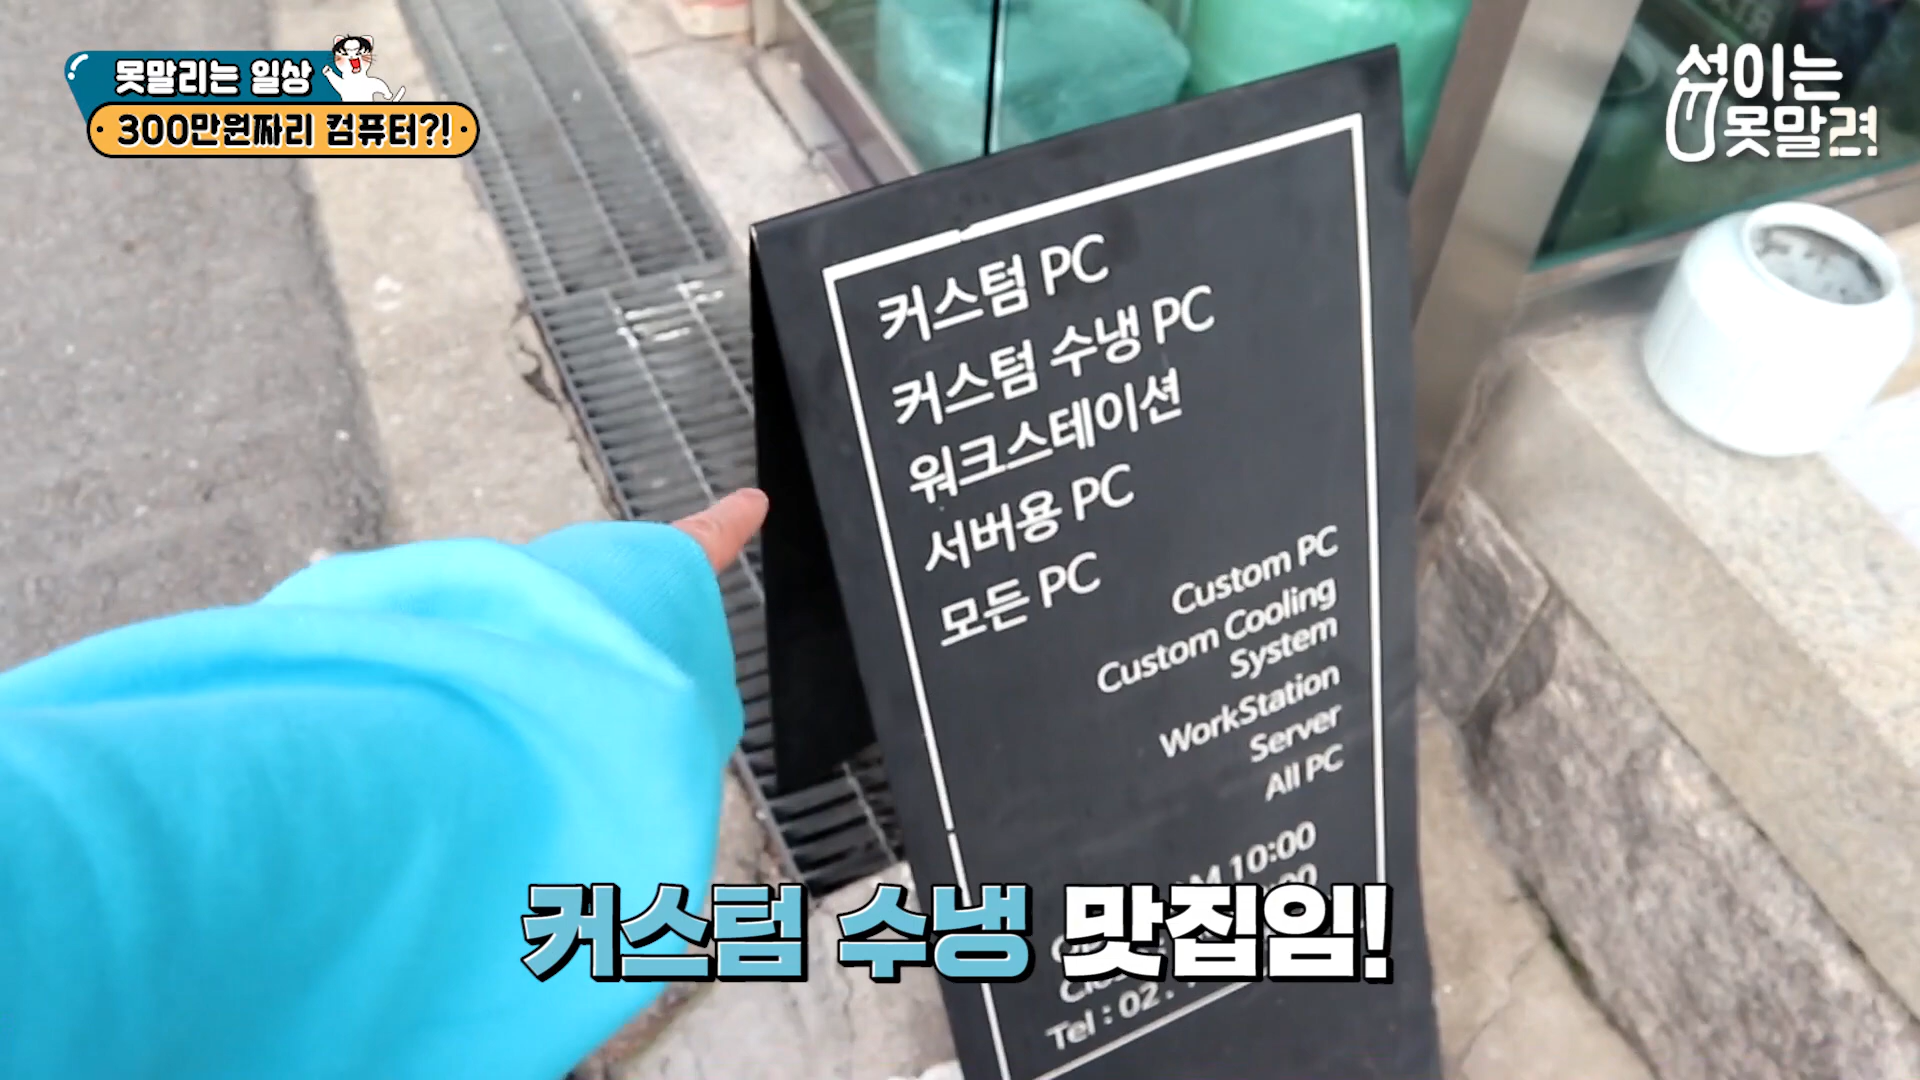 못말리는 일상
300만원짜리 컴퓨터?!
섭이는
못말려!
커스텀 PC
커스텀 수냉 PC
워크스테이션
서버용 PC
모든 PC
Custom PC
Custom Cooling
System
WorkStation
Server
All PC
10:00
Tel : 02
커스텀 수냉 맛집임!